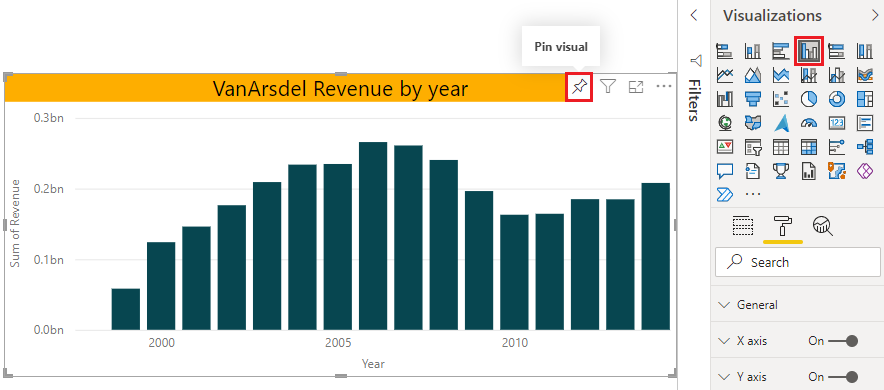 Visualizations
Pin visual
VanArsdel Revenue by year
Filters
0.3bn
0.2bn
0.1bn
0.0bn
Sum of Revenue
2000
2005
2010
Year
123
Search
General
X axis
On
Y axis
On